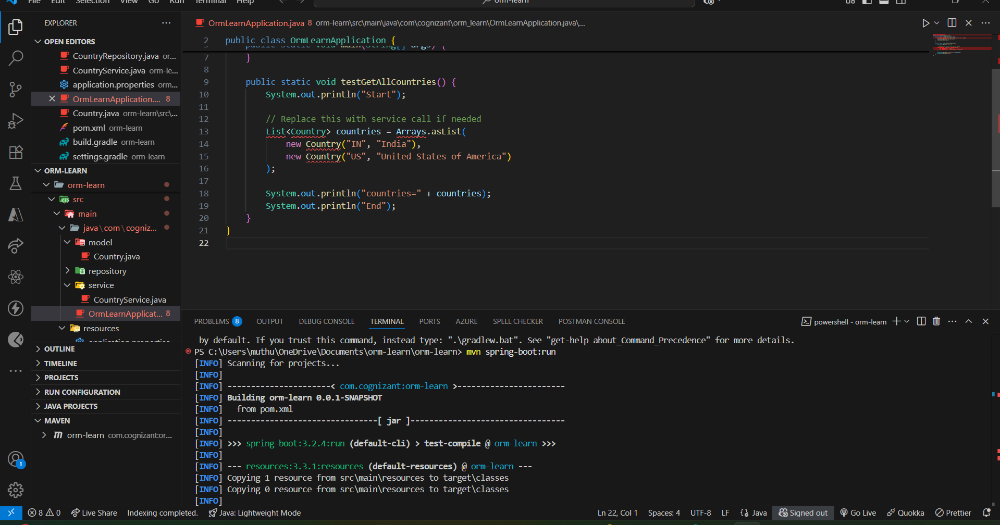 File Edit Selection View Go Run Terminal Help
orm-learn
EXPLORER
OPEN EDITORS
CountryRepository.java or...
CountryService.java orm-le...
application.properties orm...
OrmLearnApplication.... 8
Country.java orm-learn\src\...
pom.xml orm-learn
build.gradle orm-learn
settings.gradle orm-learn
ORM-LEARN
orm-learn
src
main
java\com\cogniz...
model
Country.java
repository
service
CountryService.java
OrmLearnApplicat... 8
resources
application.properties
OUTLINE
TIMELINE
PROJECTS
RUN CONFIGURATION
JAVA PROJECTS
MAVEN
orm-learn com.cognizant:or...
1
OrmLearnApplication.java 8 orm-learn\src\main\java\com\cognizant\orm_learn\OrmLearnApplication.java\...
2 public class OrmLearnApplication {
public static void main(String[] args) {
7 }
8
9 public static void testGetAllCountries() {
10 System.out.println("Start");
11
12 // Replace this with service call if needed
13 List<Country> countries = Arrays.asList(
14 new Country("IN", "India"),
15 new Country("US", "United States of America")
16 );
17
18 System.out.println("countries=" + countries);
19 System.out.println("End");
20 }
21 }
22
PROBLEMS 8 OUTPUT DEBUG CONSOLE TERMINAL PORTS AZURE SPELL CHECKER POSTMAN CONSOLE
powershell - orm-learn
by default. If you trust this command, instead type: ".\gradlew.bat". See "get-help about_Command_Precedence" for more details.
PS C:\Users\muthu\OneDrive\Documents\orm-learn\orm-learn> mvn spring-boot:run
[INFO] Scanning for projects...
[INFO]
[INFO] ----------------------< com.cognizant:orm-learn >-----------------------
[INFO] Building orm-learn 0.0.1-SNAPSHOT
[INFO] from pom.xml
[INFO] --------------------------------[ jar ]---------------------------------
[INFO]
[INFO] >>> spring-boot:3.2.4:run (default-cli) > test-compile @ orm-learn >>>
[INFO]
[INFO] --- resources:3.3.1:resources (default-resources) @ orm-learn ---
[INFO] Copying 1 resource from src\main\resources to target\classes
[INFO] Copying 0 resource from src\main\resources to target\classes
[INFO]
8 0 Live Share Indexing completed. Java: Lightweight Mode Ln 22, Col 1 Spaces: 4 UTF-8 LF {} Java Signed out Go Live Quokka Prettier